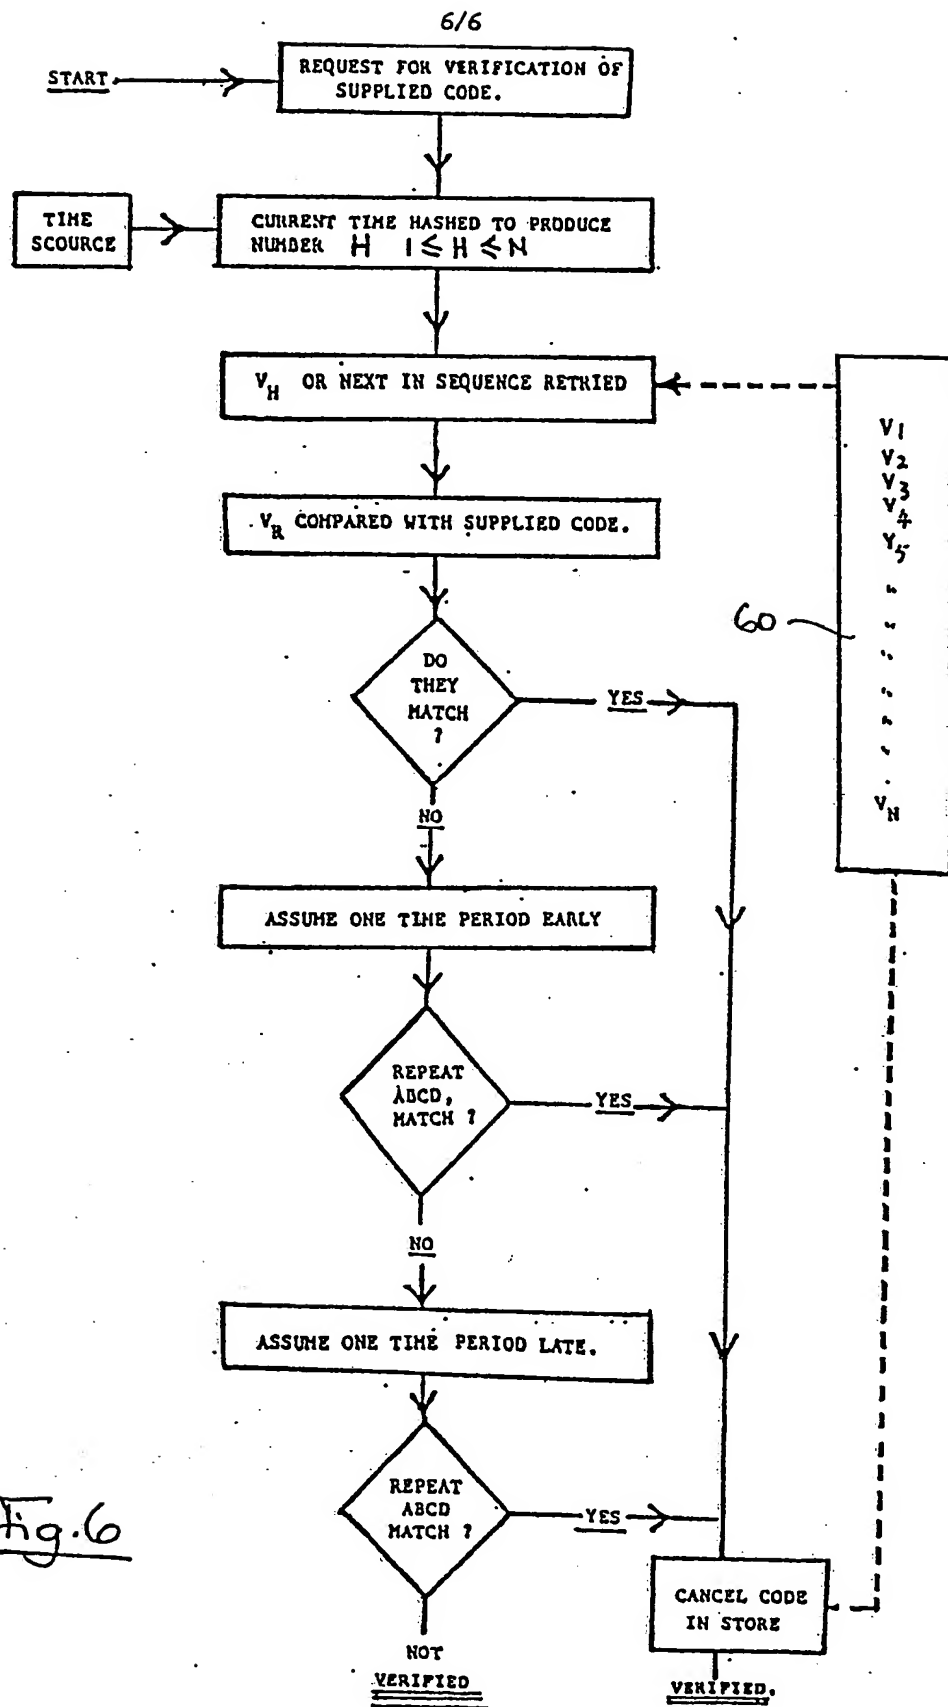 6/6
START.
REQUEST FOR VERIFICATION OF
SUPPLIED CODE.
TIME
SCOURCE
CURRENT TIME HASHED TO PRODUCE
NUMBER H 1 ≤ H ≤ N
V_H OR NEXT IN SEQUENCE RETRIED
V_R COMPARED WITH SUPPLIED CODE.
V1
V2
V3
V4
Y5
V_N
60
DO
THEY
MATCH
?
YES
NO
ASSUME ONE TIME PERIOD EARLY
REPEAT
ABCD,
MATCH ?
YES
NO
ASSUME ONE TIME PERIOD LATE.
REPEAT
ABCD
MATCH ?
YES
CANCEL CODE
IN STORE
NOT
VERIFIED
VERIFIED.
Fig.6